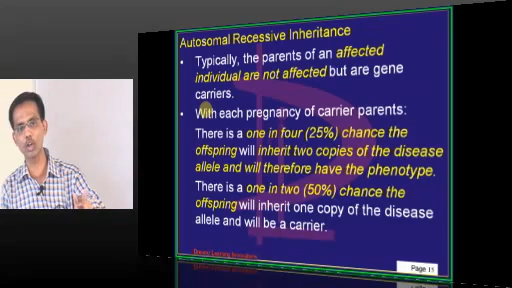 Autosomal Recessive Inheritance
• Typically, the parents of an affected
individual are not affected but are gene
carriers.
• With each pregnancy of carrier parents:
There is a one in four (25%) chance the
offspring will inherit two copies of the disease
allele and will therefore have the phenotype.
There is a one in two (50%) chance the
offspring will inherit one copy of the disease
allele and will be a carrier.
Page 11